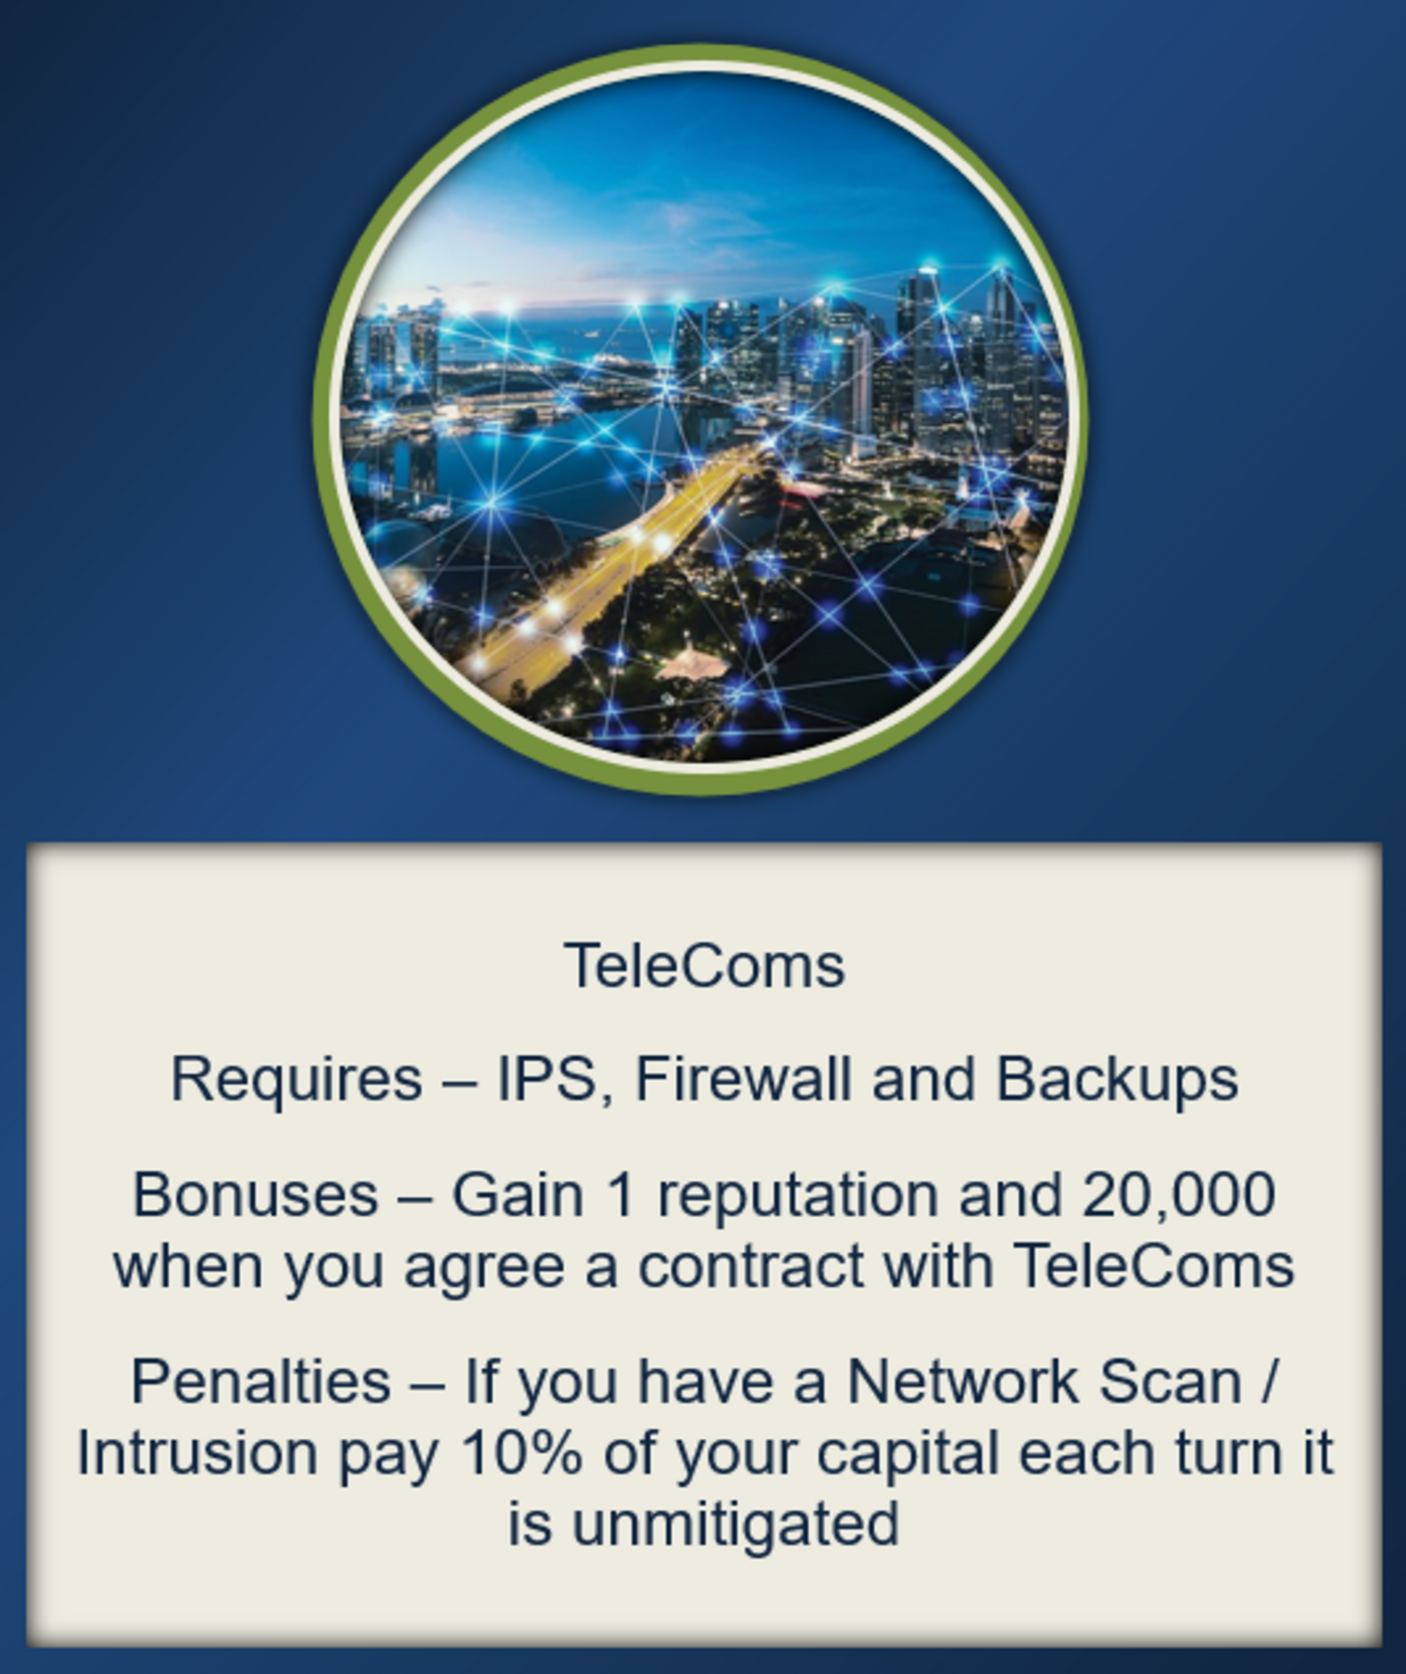 TeleComs
Requires – IPS, Firewall and Backups
Bonuses – Gain 1 reputation and 20,000
when you agree a contract with TeleComs
Penalties – If you have a Network Scan /
Intrusion pay 10% of your capital each turn it
is unmitigated